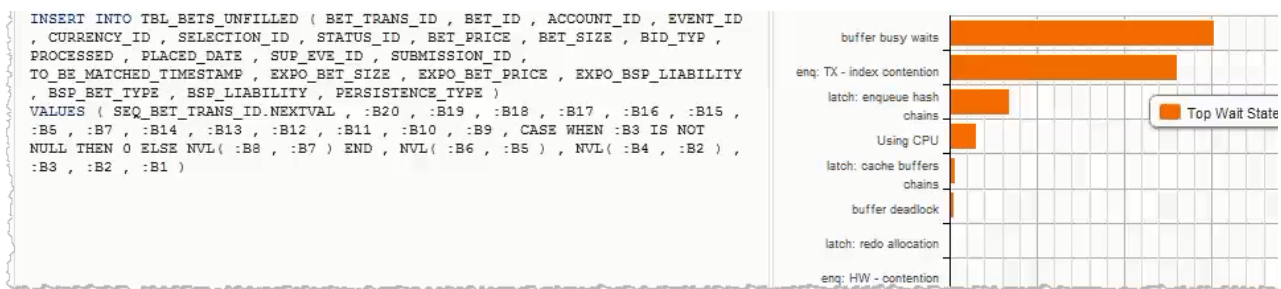 INSERT INTO TBL_BETS_UNFILLED ( BET_TRANS_ID , BET_ID , ACCOUNT_ID , EVENT_ID
, CURRENCY_ID , SELECTION_ID , STATUS_ID , BET_PRICE , BET_SIZE , BID_TYP ,
PROCESSED , PLACED_DATE , SUP_EVE_ID , SUBMISSION_ID ,
TO_BE_MATCHED_TIMESTAMP , EXPO_BET_SIZE , EXPO_BET_PRICE , EXPO_BSP_LIABILITY
, BSP_BET_TYPE , BSP_LIABILITY , PERSISTENCE_TYPE )
VALUES ( SEQ_BET_TRANS_ID.NEXTVAL , :B20 , :B19 , :B18 , :B17 , :B16 , :B15 ,
:B5 , :B7 , :B14 , :B13 , :B12 , :B11 , :B10 , :B9 , CASE WHEN :B3 IS NOT
NULL THEN 0 ELSE NVL( :B8 , :B7 ) END , NVL( :B6 , :B5 ) , NVL( :B4 , :B2 ) ,
:B3 , :B2 , :B1 )
buffer busy waits
enq: TX - index contention
latch: enqueue hash
chains
Using CPU
latch: cache buffers
chains
buffer deadlock
latch: redo allocation
enq: HW - contention
Top Wait State